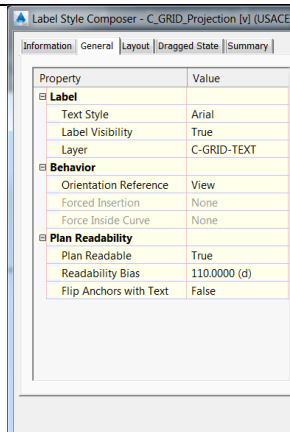 Label Style Composer - C_GRID_Projection [v] (USACE
Information General Layout Dragged State Summary
Property Value
Label
Text Style Arial
Label Visibility True
Layer C-GRID-TEXT
Behavior
Orientation Reference View
Forced Insertion None
Force Inside Curve None
Plan Readability
Plan Readable True
Readability Bias 110.0000 (d)
Flip Anchors with Text False